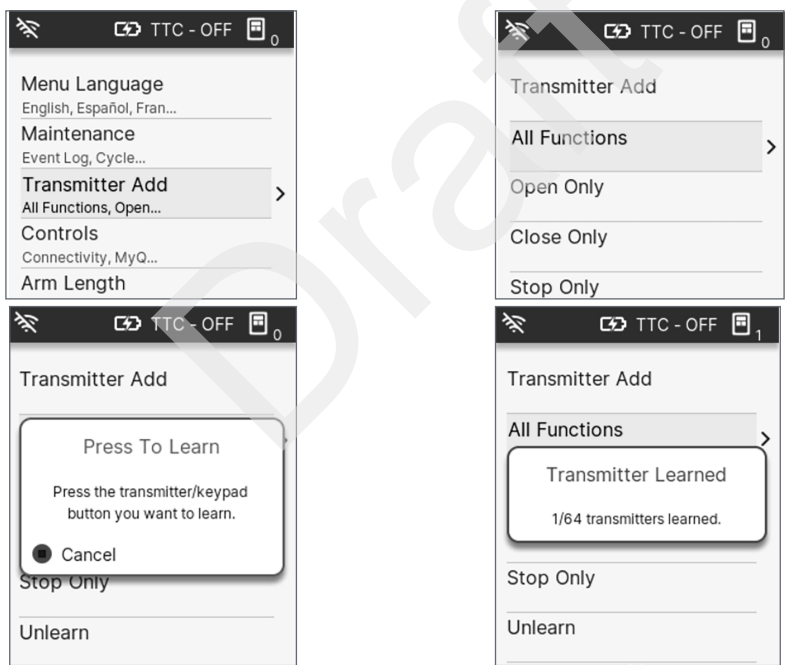 TTC - OFF 0
Menu Language
English, Español, Fran...
Maintenance
Event Log, Cycle...
Transmitter Add
All Functions, Open...
Controls
Connectivity, MyQ...
Arm Length
TTC - OFF 0
Transmitter Add
All Functions
Open Only
Close Only
Stop Only
TTC - OFF 0
Transmitter Add
Press To Learn
Press the transmitter/keypad
button you want to learn.
Cancel
Stop Only
Unlearn
TTC - OFF 1
Transmitter Add
All Functions
Transmitter Learned
1/64 transmitters learned.
Stop Only
Unlearn
Draft